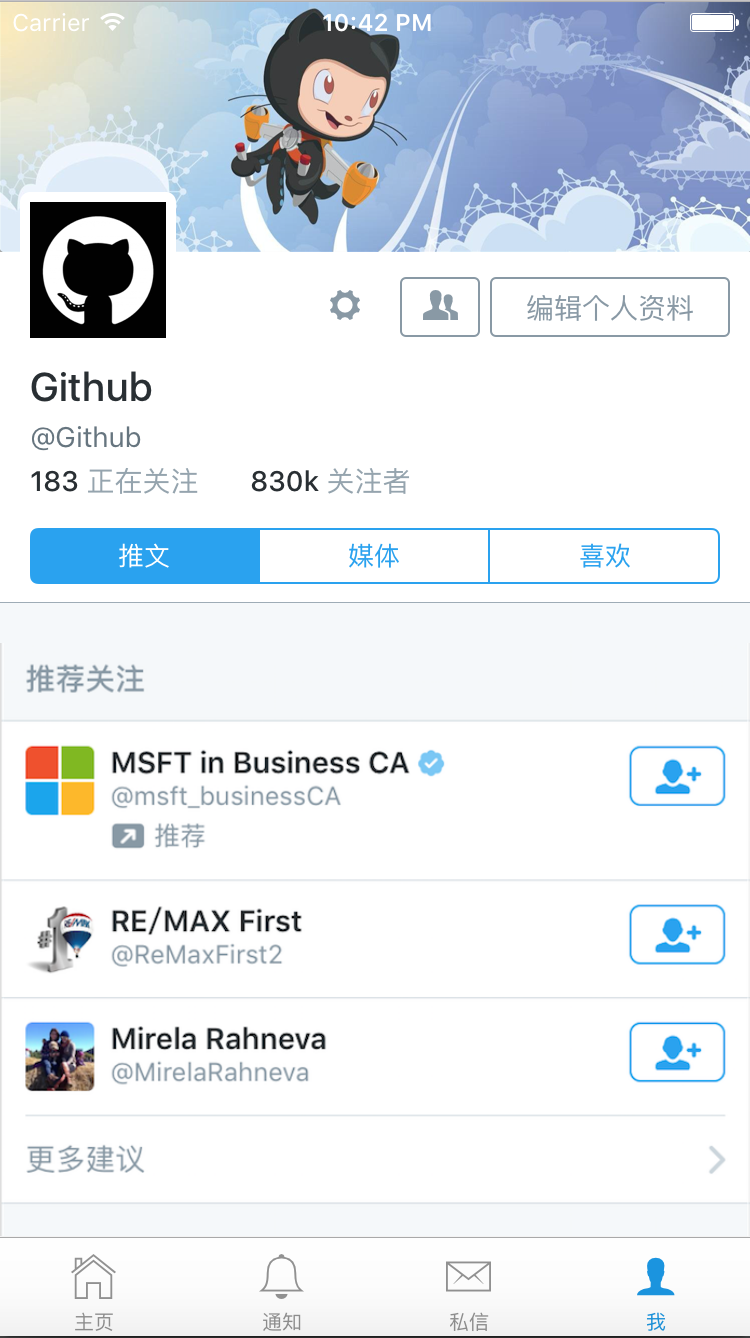 Carrier 10:42 PM
编辑个人资料
Github
@Github
183 正在关注 830k 关注者
推文 媒体 喜欢
推荐关注
MSFT in Business CA
@msft_businessCA
推荐
RE/MAX First
@ReMaxFirst2
Mirela Rahneva
@MirelaRahneva
更多建议
主页 通知 私信 我